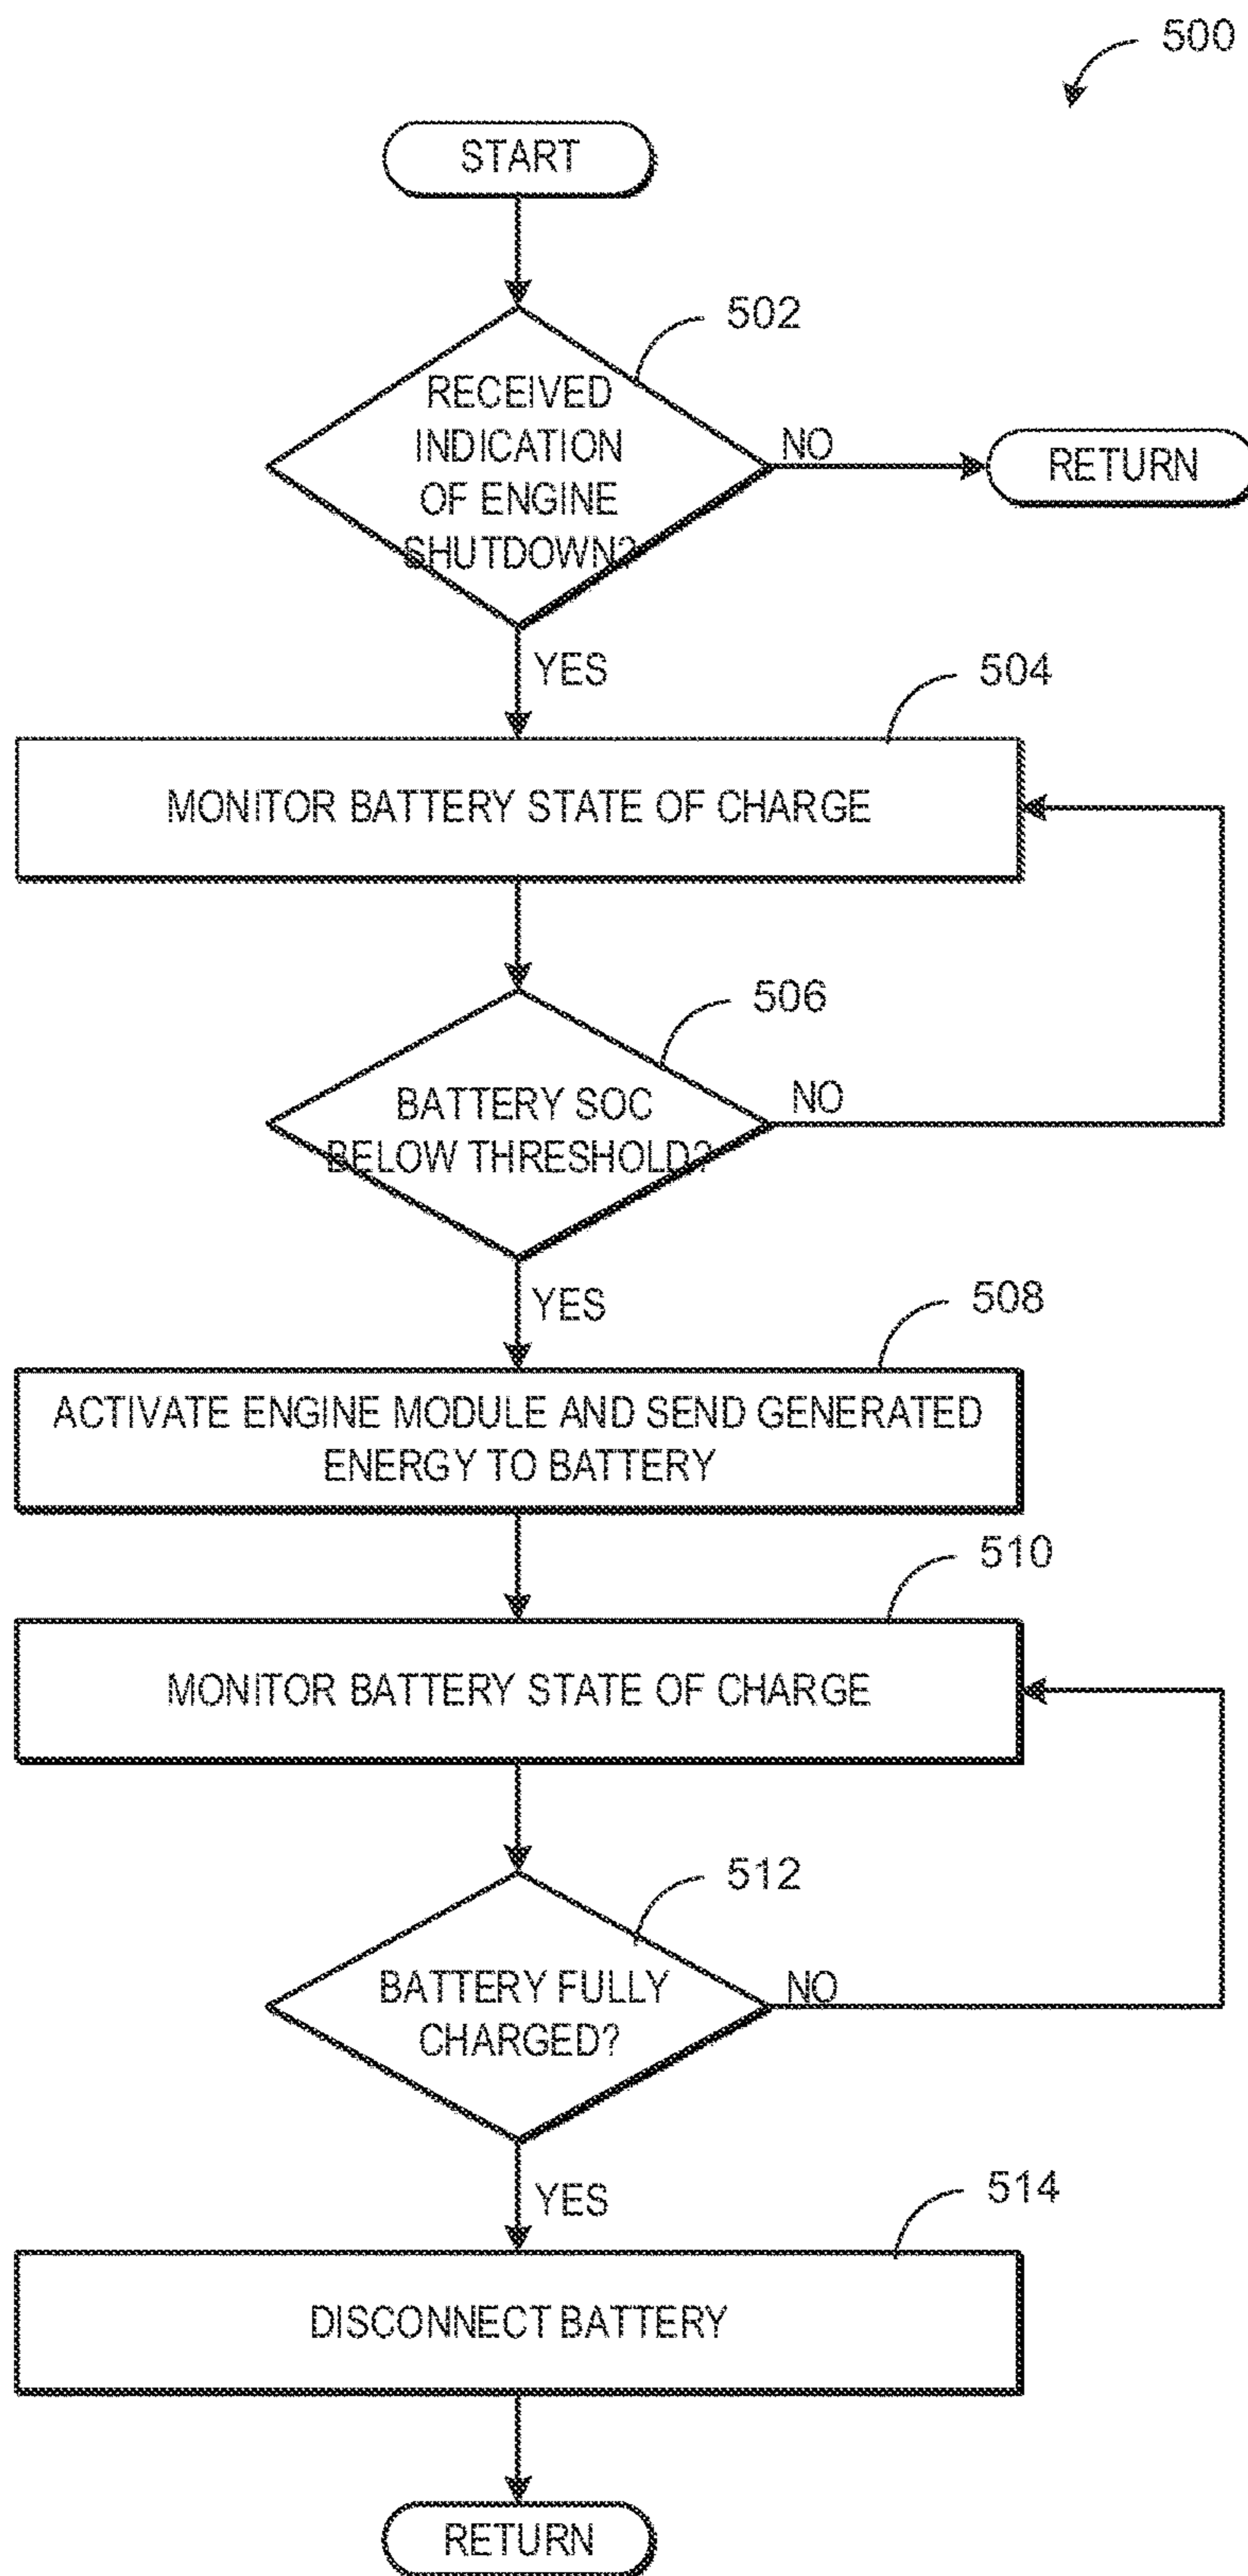 500
START
502
RECEIVED
INDICATION
OF ENGINE
SHUTDOWN?
NO
RETURN
YES
504
MONITOR BATTERY STATE OF CHARGE
506
BATTERY SOC
BELOW THRESHOLD?
NO
YES
508
ACTIVATE ENGINE MODULE AND SEND GENERATED
ENERGY TO BATTERY
510
MONITOR BATTERY STATE OF CHARGE
512
BATTERY FULLY
CHARGED?
NO
YES
514
DISCONNECT BATTERY
RETURN